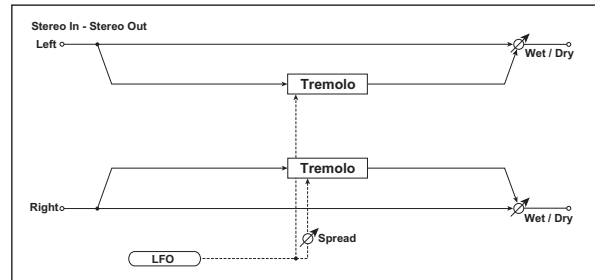 Stereo In - Stereo Out
Left
Wet / Dry
Tremolo
Tremolo
Right
Wet / Dry
Spread
LFO